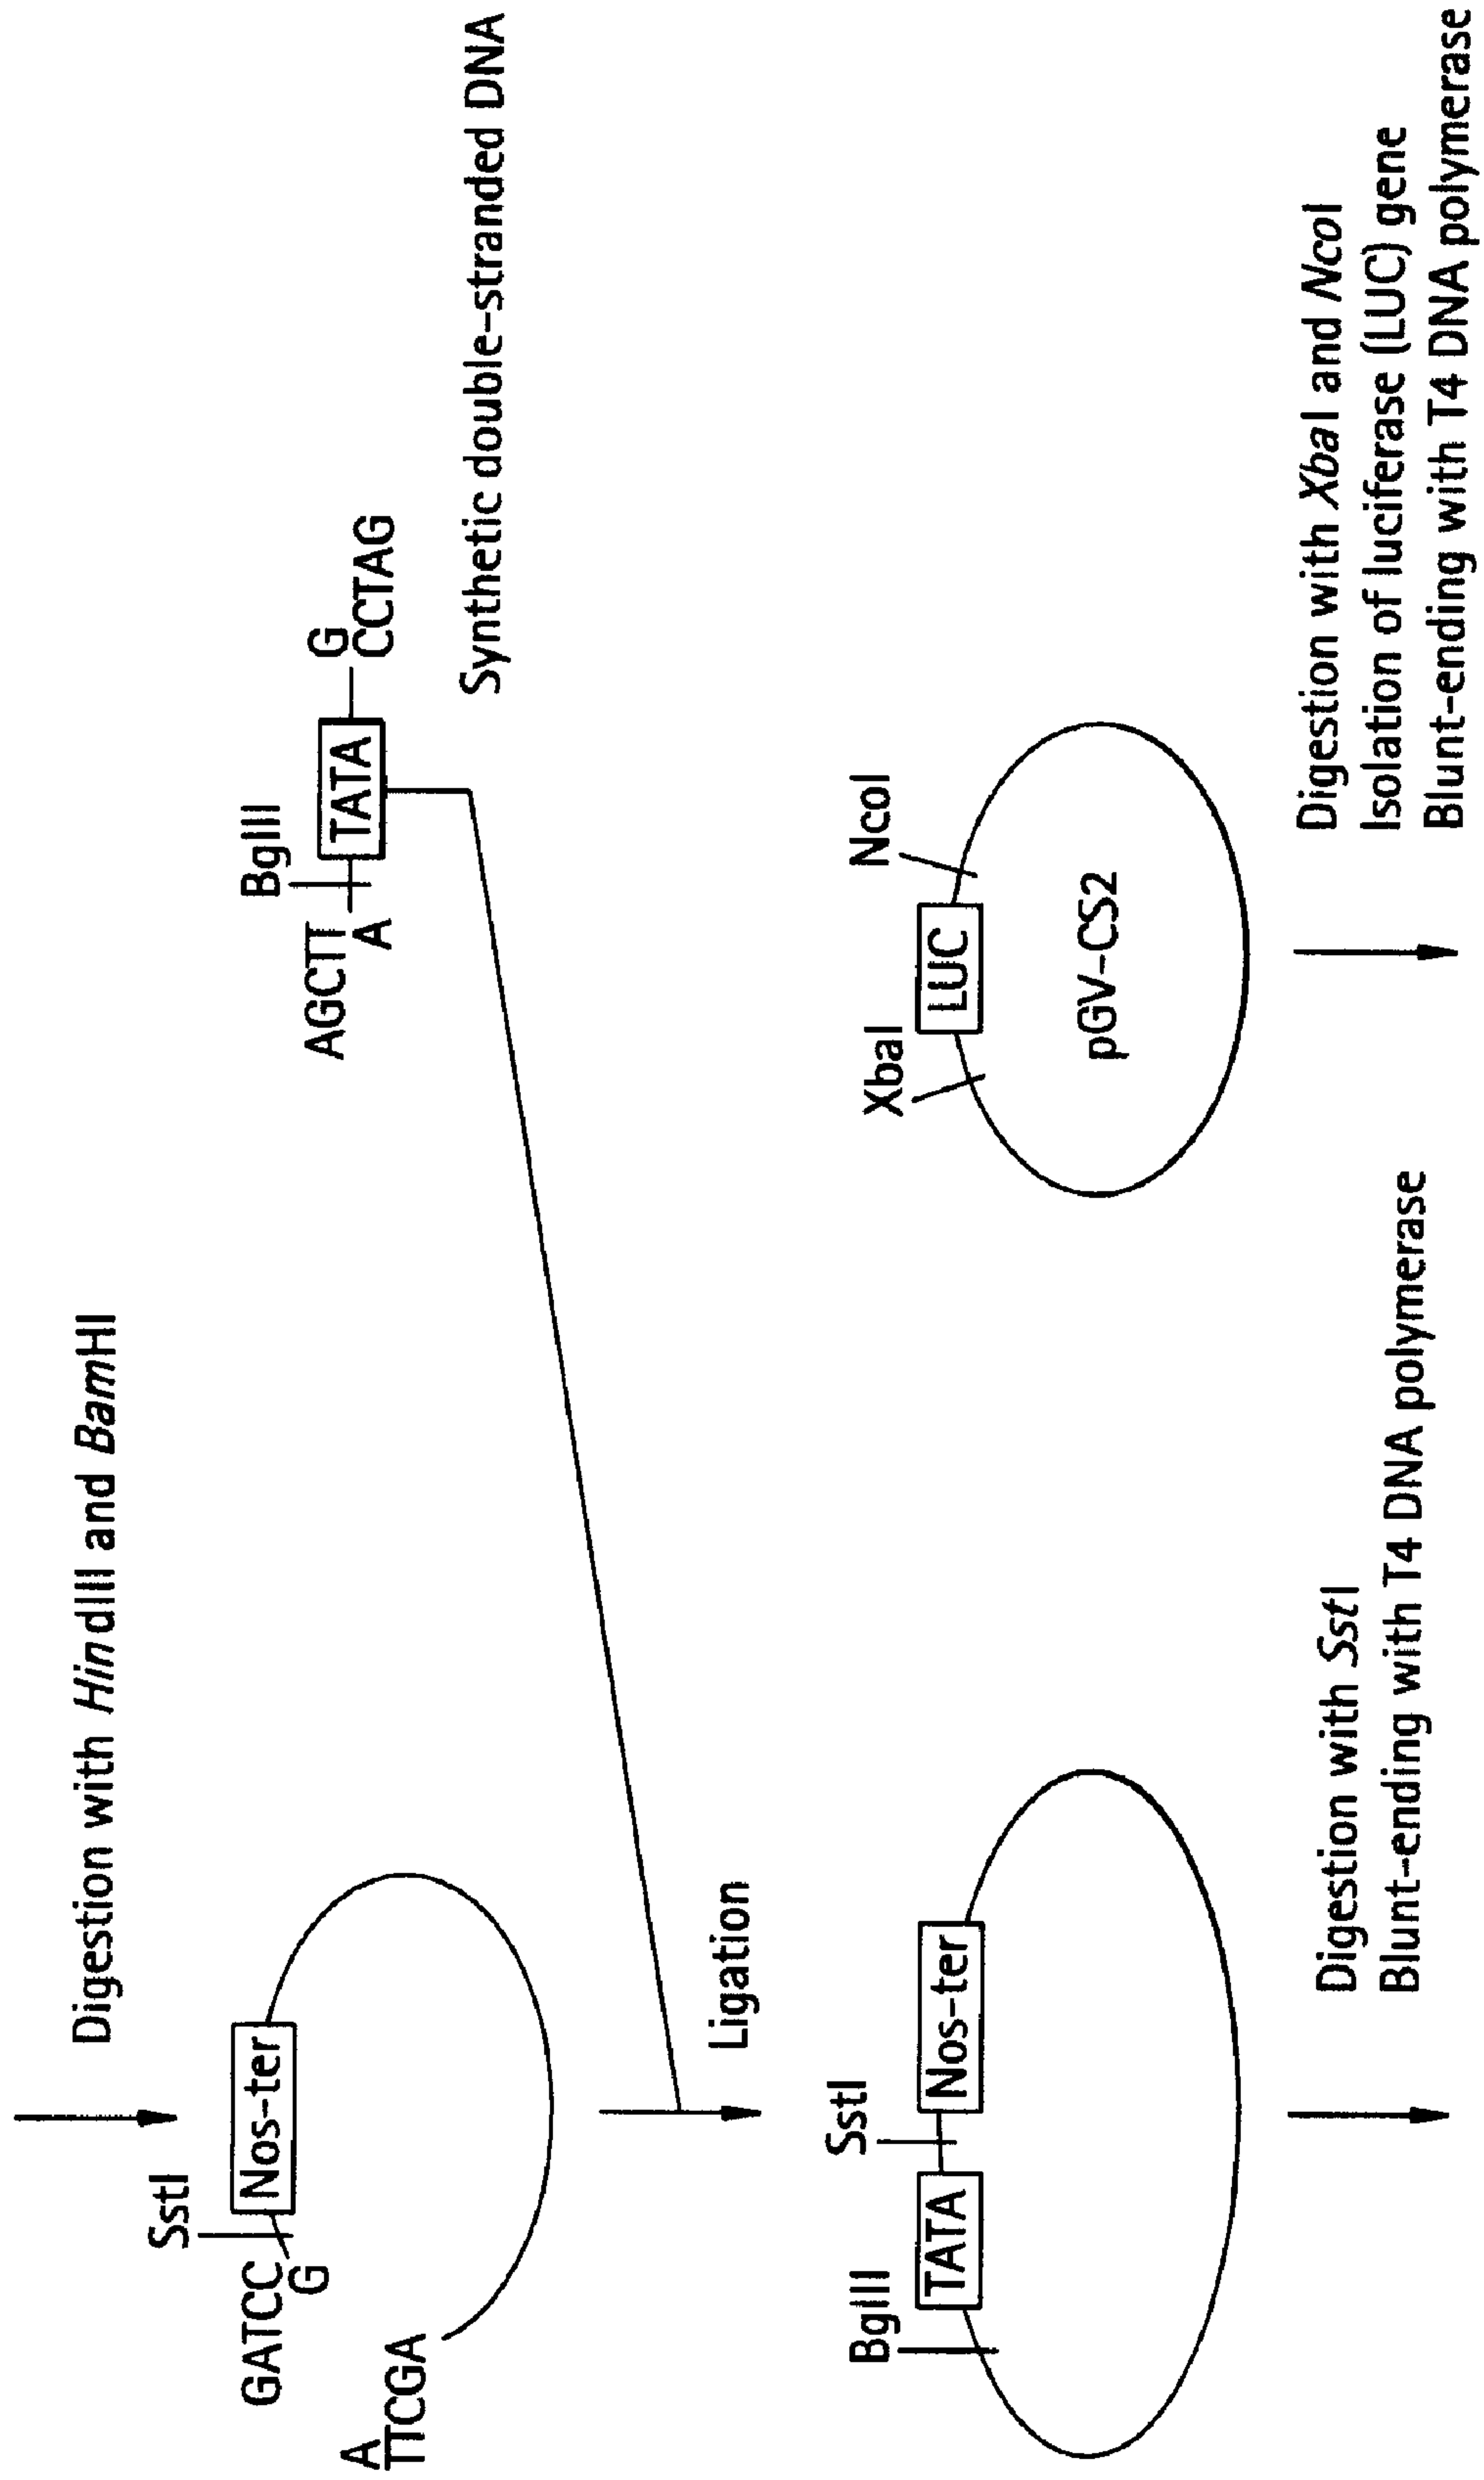 Digestion with HindIII and BamHI
SstI
GATCC
G
Nos-ter
A
TTCGA
BglII
AGCTT
A
TATA
G
CCTAG
Synthetic double-stranded DNA
Ligation
BglII
TATA
SstI
Nos-ter
XbaI
LUC
NcoI
pGV-CS2
Digestion with SstI
Blunt-ending with T4 DNA polymerase
Digestion with XbaI and NcoI
Isolation of luciferase (LUC) gene
Blunt-ending with T4 DNA polymerase